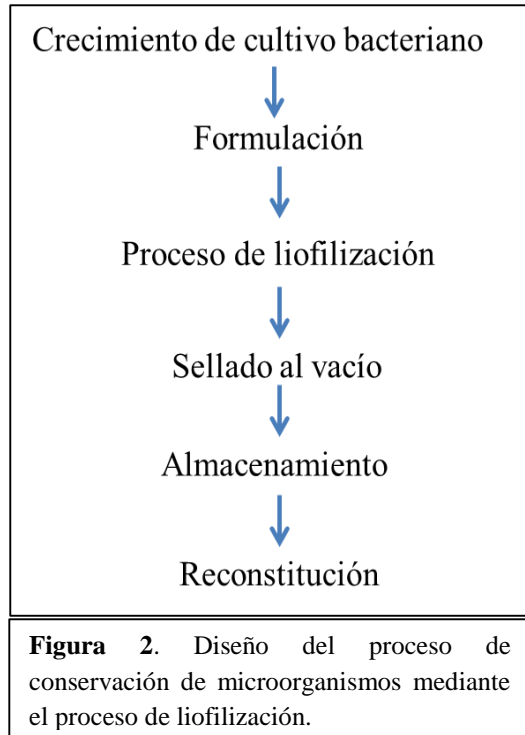 Crecimiento de cultivo bacteriano
Formulación
Proceso de liofilización
Sellado al vacío
Almacenamiento
Reconstitución
Figura 2. Diseño del proceso de
conservación de microorganismos mediante
el proceso de liofilización.